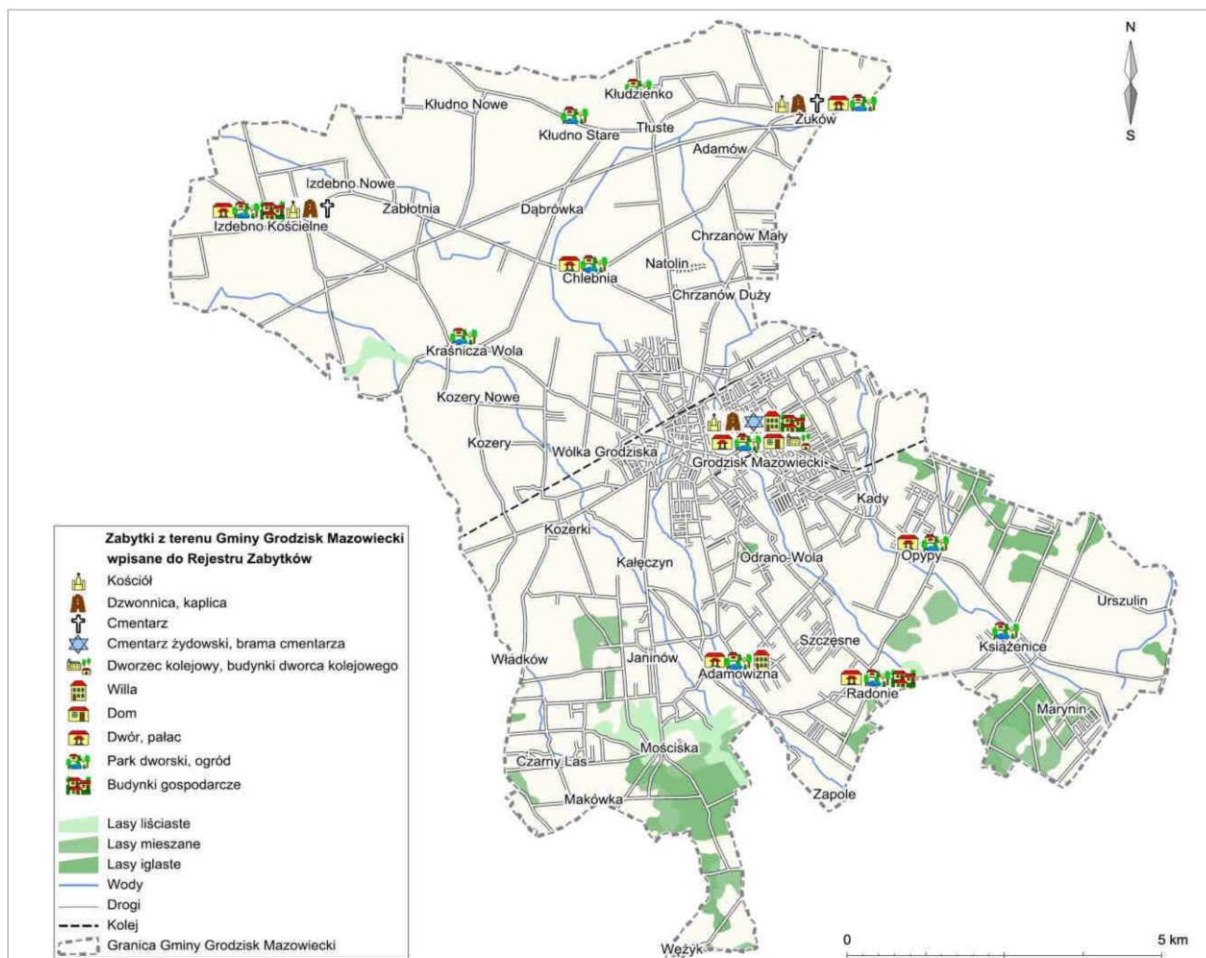 N
S
Kłudzienko
Kłudno Nowe
Kłudno Stare
Tłuste
Żuków
Adamów
Izdebno Nowe
Zabłotnia
Dąbrówka
Izdebno Kościelne
Chrzanów Mały
Natolin
Chlebnia
Chrzanów Duży
Kraśnicza Wola
Kozery Nowe
Kozery
Wólka Grodziska
Grodzisk Mazowiecki
Kady
Kozerki
Kałęczyn
Odrano-Wola
Opypy
Urszulin
Szczęsne
Książenice
Władków
Janinów
Adamowizna
Radonie
Marynin
Mościska
Czarny Las
Makówka
Zapole
Wężyk
Zabytki z terenu Gminy Grodzisk Mazowiecki
wpisane do Rejestru Zabytków
Kościół
Dzwonnica, kaplica
Cmentarz
Cmentarz żydowski, brama cmentarza
Dworzec kolejowy, budynki dworca kolejowego
Willa
Dom
Dwór, pałac
Park dworski, ogród
Budynki gospodarcze
Lasy liściaste
Lasy mieszane
Lasy iglaste
Wody
Drogi
Kolej
Granica Gminy Grodzisk Mazowiecki
0
5 km